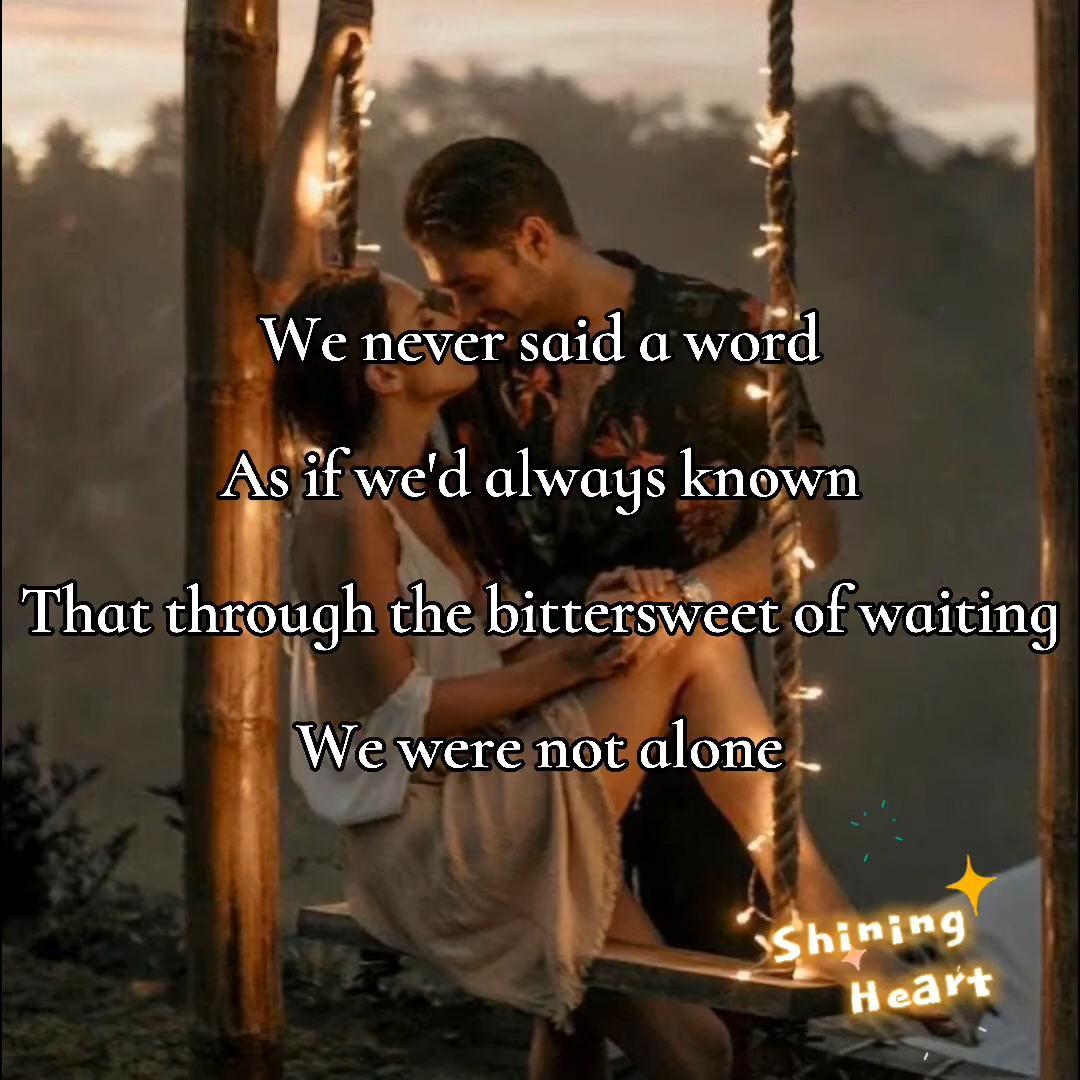 We never said a word
As if we'd always known
That through the bittersweet of waiting
We were not alone
Shining
Heart